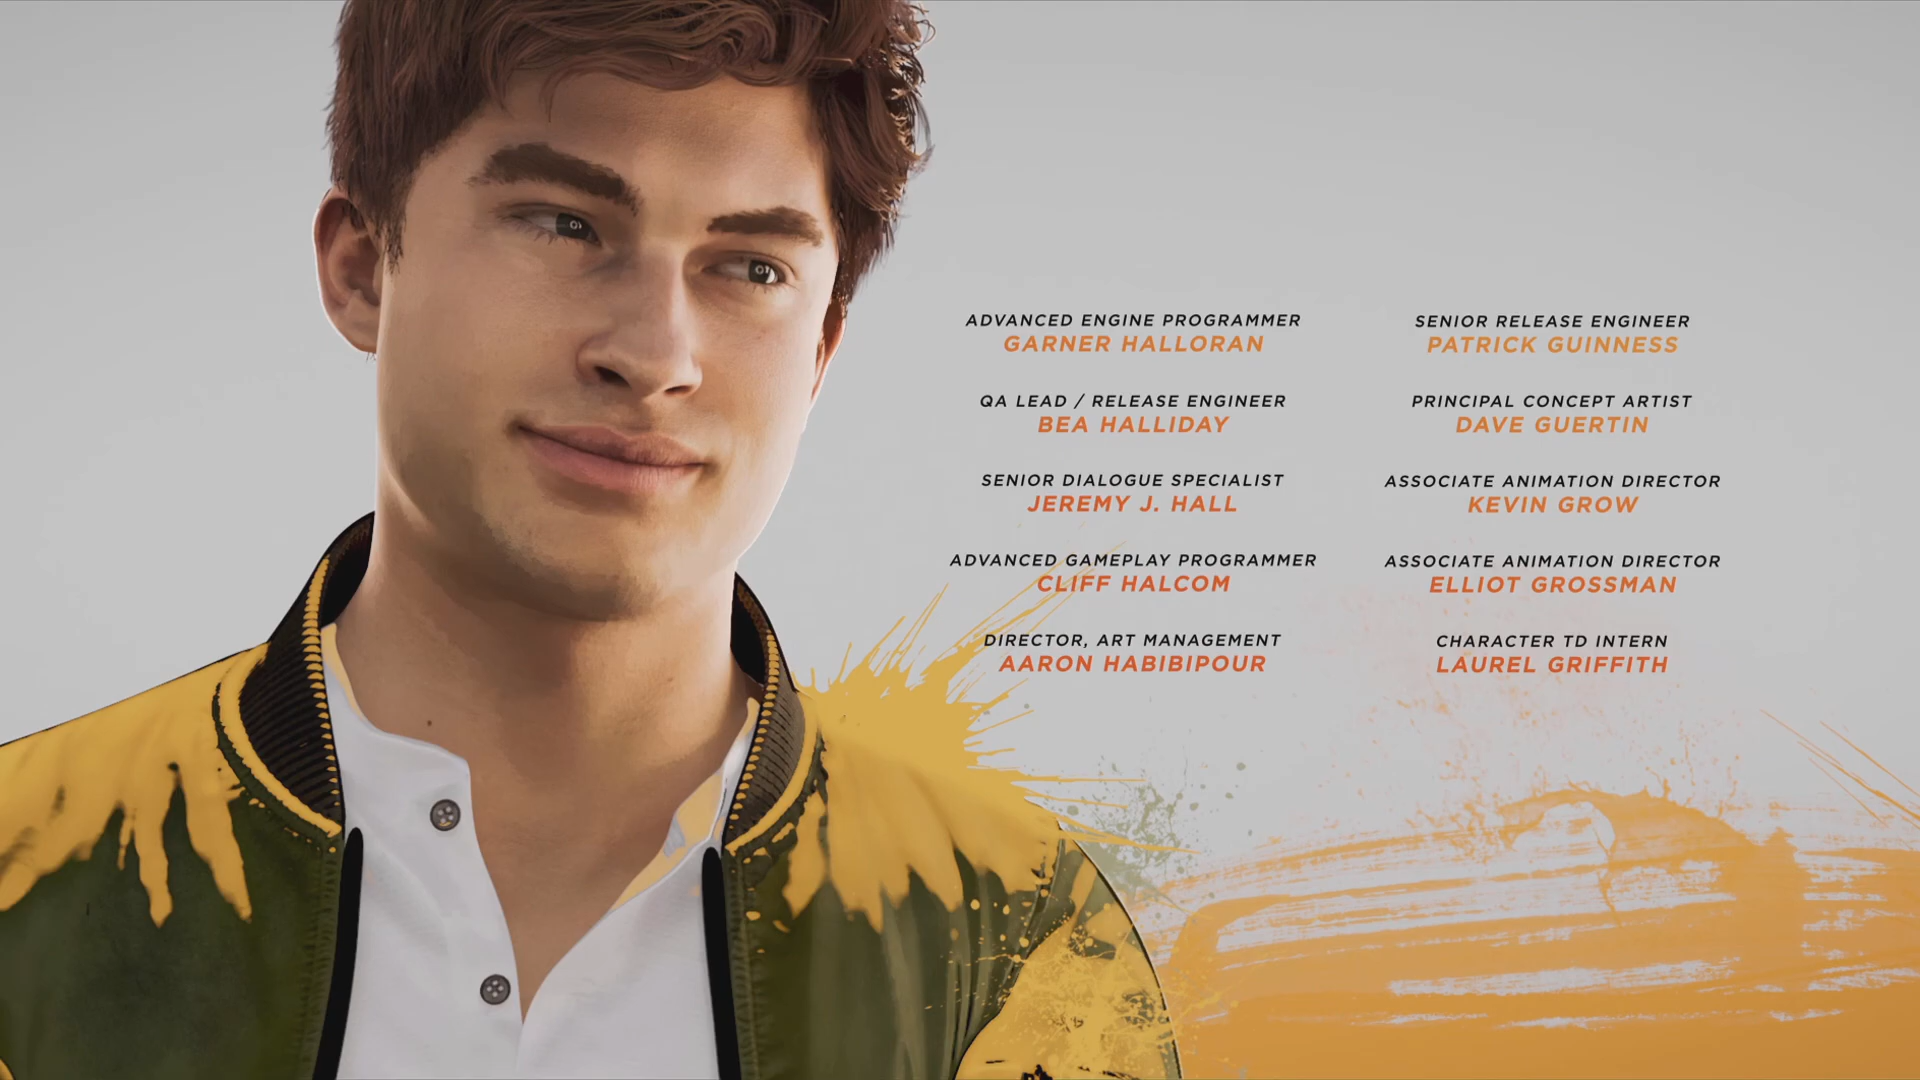 ADVANCED ENGINE PROGRAMMER
GARNER HALLORAN
QA LEAD / RELEASE ENGINEER
BEA HALLIDAY
SENIOR DIALOGUE SPECIALIST
JEREMY J. HALL
ADVANCED GAMEPLAY PROGRAMMER
CLIFF HALCOM
DIRECTOR, ART MANAGEMENT
AARON HABIBIPOUR
SENIOR RELEASE ENGINEER
PATRICK GUINNESS
PRINCIPAL CONCEPT ARTIST
DAVE GUERTIN
ASSOCIATE ANIMATION DIRECTOR
KEVIN GROW
ASSOCIATE ANIMATION DIRECTOR
ELLIOT GROSSMAN
CHARACTER TD INTERN
LAUREL GRIFFITH